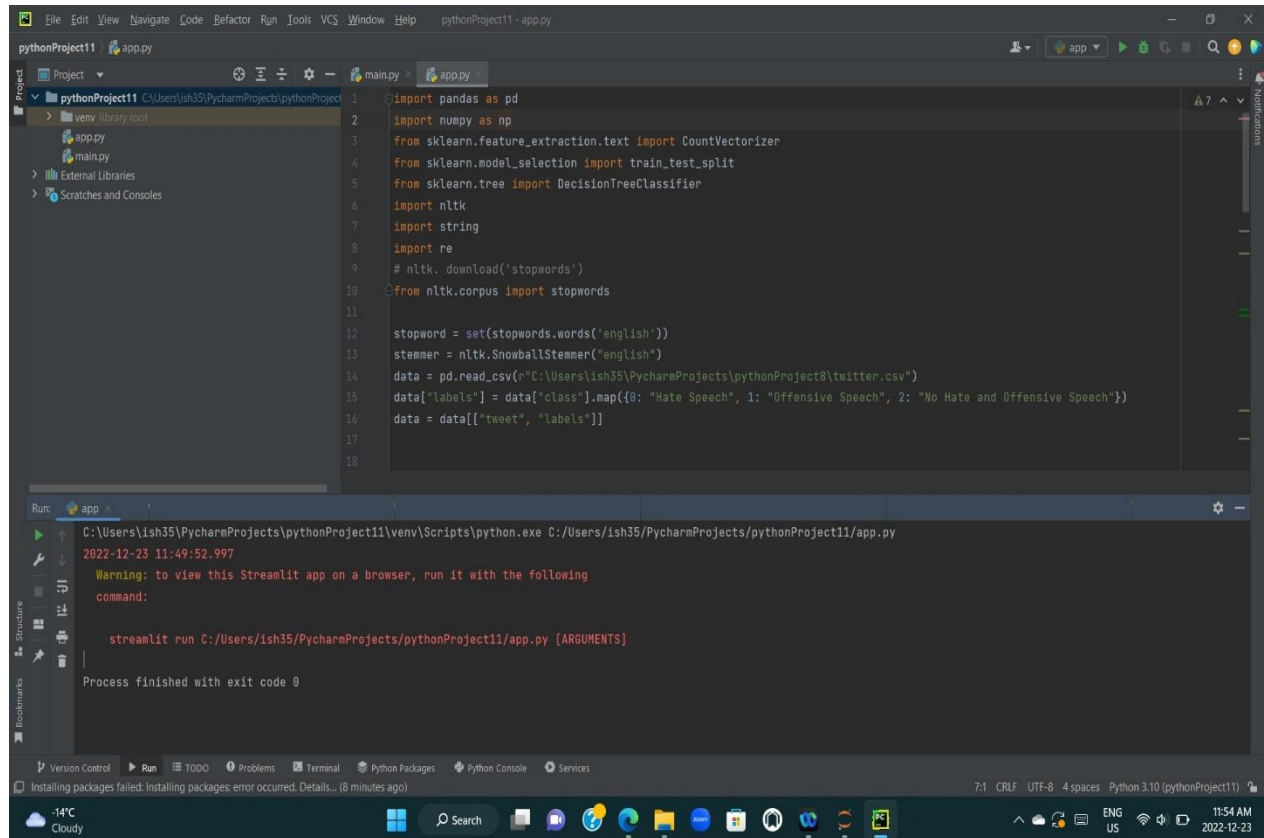 File Edit View Navigate Code Refactor Run Tools VCS Window Help pythonProject11 - app.py
pythonProject11 app.py
app
Project
main.py
app.py
pythonProject11 C:\Users\ish35\PycharmProjects\pythonProject
venv library root
app.py
main.py
External Libraries
Scratches and Consoles
1 import pandas as pd
2 import numpy as np
3 from sklearn.feature_extraction.text import CountVectorizer
4 from sklearn.model_selection import train_test_split
5 from sklearn.tree import DecisionTreeClassifier
6 import nltk
7 import string
8 import re
9 # nltk. download('stopwords')
10 from nltk.corpus import stopwords
11
12 stopword = set(stopwords.words('english'))
13 stemmer = nltk.SnowballStemmer("english")
14 data = pd.read_csv(r"C:\Users\ish35\PycharmProjects\pythonProject8\twitter.csv")
15 data["labels"] = data["class"].map({0: "Hate Speech", 1: "Offensive Speech", 2: "No Hate and Offensive Speech"})
16 data = data[["tweet", "labels"]]
17
18
7
Project
Notifications
Structure
Bookmarks
Run: app
C:\Users\ish35\PycharmProjects\pythonProject11\venv\Scripts\python.exe C:/Users/ish35/PycharmProjects/pythonProject11/app.py
2022-12-23 11:49:52.997
Warning: to view this Streamlit app on a browser, run it with the following
command:
streamlit run C:/Users/ish35/PycharmProjects/pythonProject11/app.py [ARGUMENTS]
Process finished with exit code 0
Version Control Run TODO Problems Terminal Python Packages Python Console Services
Installing packages failed: Installing packages: error occurred. Details... (8 minutes ago)
7:1 CRLF UTF-8 4 spaces Python 3.10 (pythonProject11)
-14°C
Cloudy
Search
zoom
PC
ENG
US
11:54 AM
2022-12-23